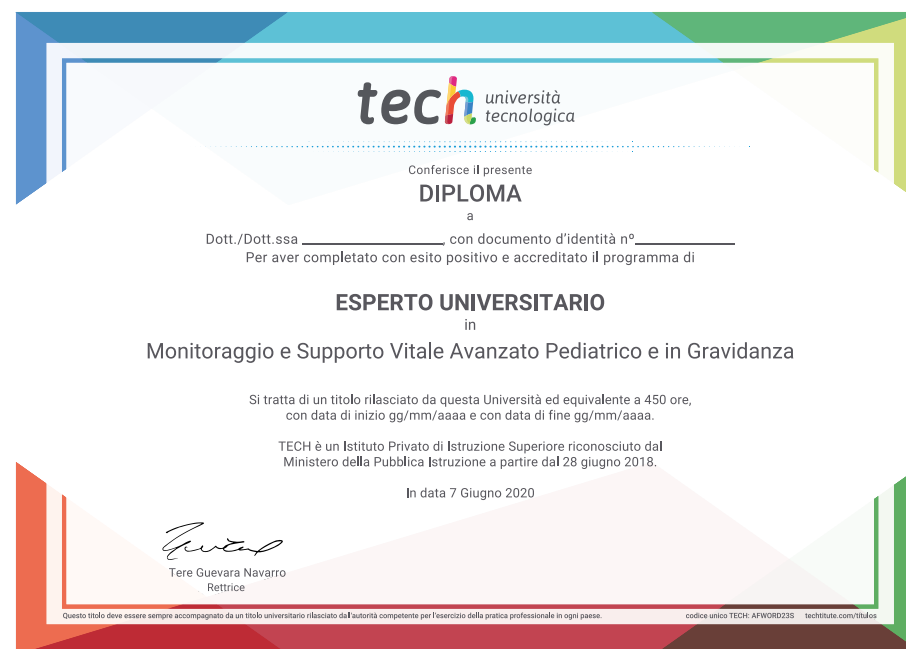 tech università
tecnologica
Conferisce il presente
DIPLOMA
a
Dott./Dott.ssa ____________________, con documento d'identità nº______________
Per aver completato con esito positivo e accreditato il programma di
ESPERTO UNIVERSITARIO
in
Monitoraggio e Supporto Vitale Avanzato Pediatrico e in Gravidanza
Si tratta di un titolo rilasciato da questa Università ed equivalente a 450 ore,
con data di inizio gg/mm/aaaa e con data di fine gg/mm/aaaa.
TECH è un Istituto Privato di Istruzione Superiore riconosciuto dal
Ministero della Pubblica Istruzione a partire dal 28 giugno 2018.
In data 7 Giugno 2020
Tere Guevara Navarro
Rettrice
Questo titolo deve essere sempre accompagnato da un titolo universitario rilasciato dall'autorità competente per l'esercizio della pratica professionale in ogni paese. codice unico TECH: AFWORD23S techtitute.com/titulos